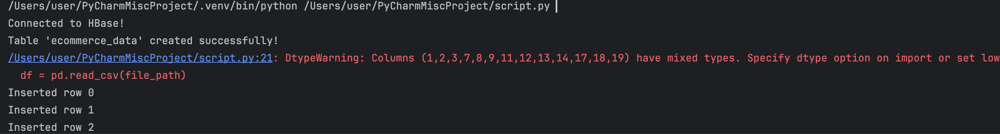 /Users/user/PyCharmMiscProject/.venv/bin/python /Users/user/PyCharmMiscProject/script.py
Connected to HBase!
Table 'ecommerce_data' created successfully!
/Users/user/PyCharmMiscProject/script.py:21: DtypeWarning: Columns (1,2,3,7,8,9,11,12,13,14,17,18,19) have mixed types. Specify dtype option on import or set low
  df = pd.read_csv(file_path)
Inserted row 0
Inserted row 1
Inserted row 2